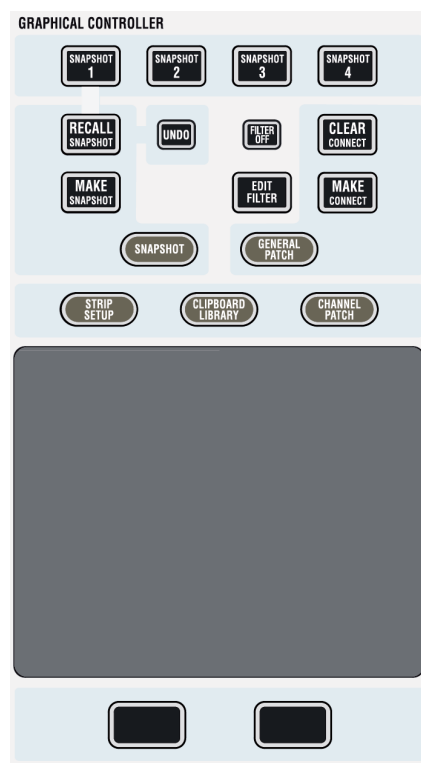 GRAPHICAL CONTROLLER
SNAPSHOT
1
SNAPSHOT
2
SNAPSHOT
3
SNAPSHOT
4
RECALL
SNAPSHOT
UNDO
FILTER
OFF
CLEAR
CONNECT
MAKE
SNAPSHOT
EDIT
FILTER
MAKE
CONNECT
SNAPSHOT
GENERAL
PATCH
STRIP
SETUP
CLIPBOARD
LIBRARY
CHANNEL
PATCH